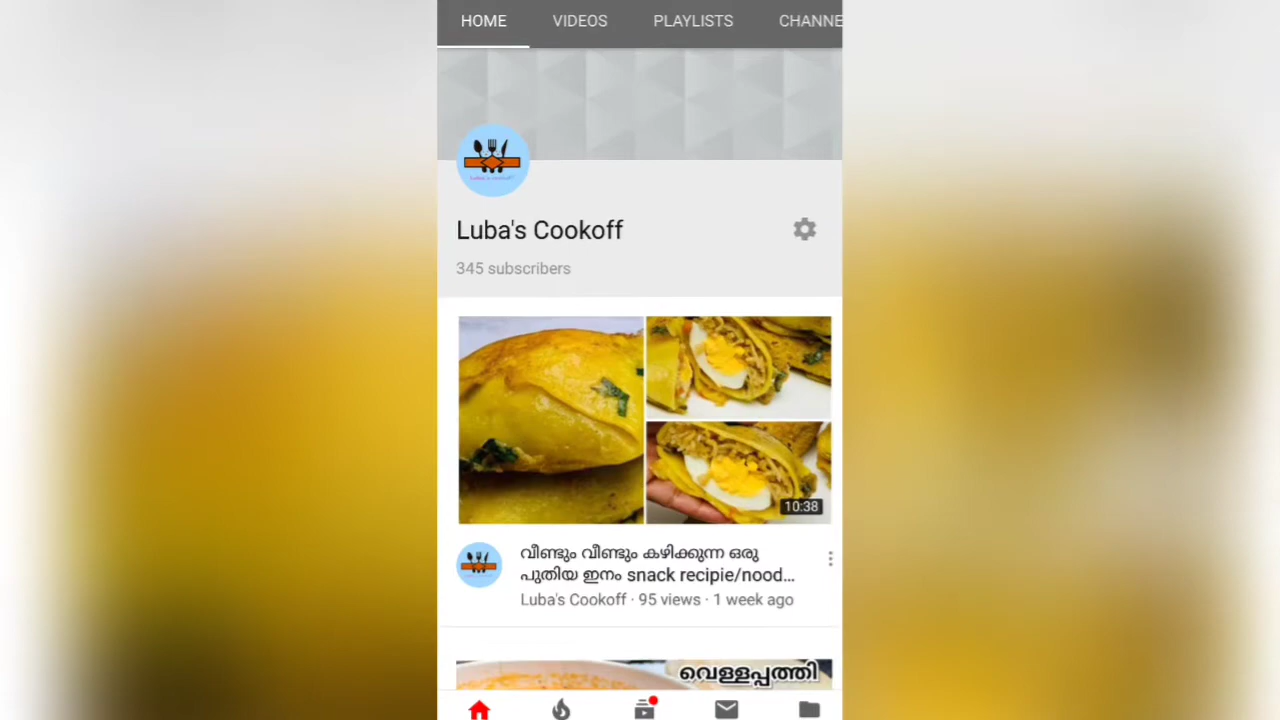 HOME VIDEOS PLAYLISTS CHANNE
Luba's Cookoff
345 subscribers
10:38
വീണ്ടും വീണ്ടും കഴിക്കുന്ന ഒരു
പുതിയ ഇനം snack recipie/nood...
Luba's Cookoff · 95 views · 1 week ago
വെള്ളപ്പത്തി